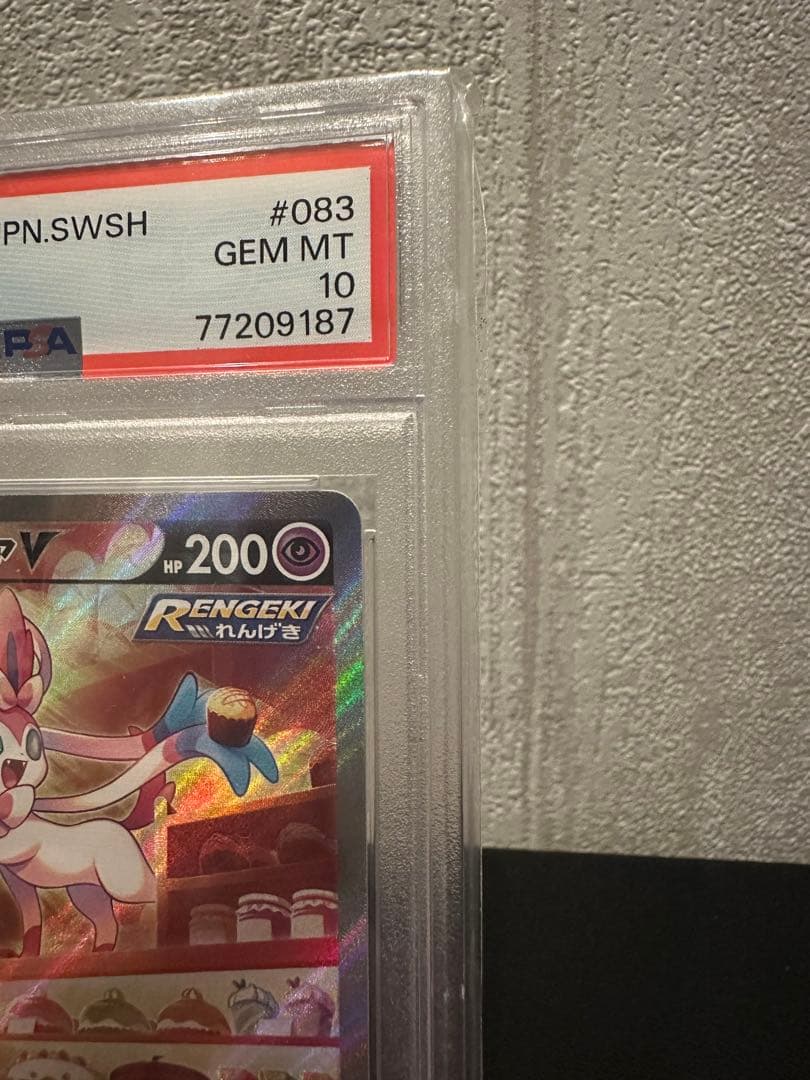 PN.SWSH #083
GEM MT
10
PSA 77209187
V HP 200
RENGEKI
れんげき